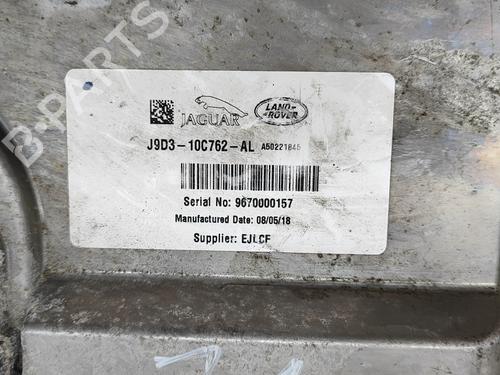 B-PARTS
JAGUAR
LAND-
ROVER
J9D3-10C762-AL A50221845
Serial No: 9670000157
Manufactured Date: 08/05/18
Supplier: EJLCF